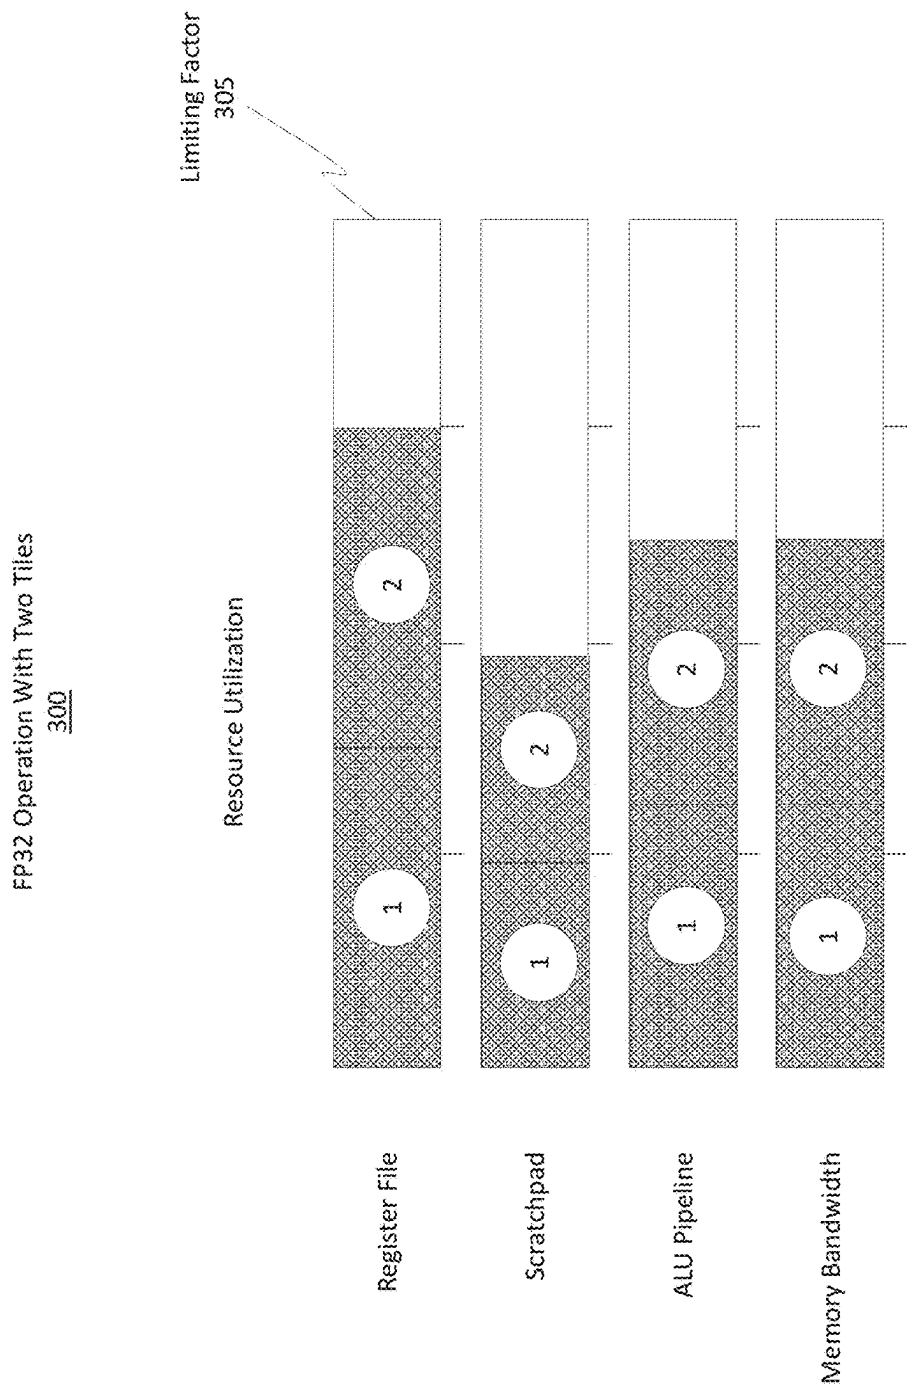 FP32 Operation With Two Tiles
300
Limiting Factor
305
Resource Utilization
Register File
1
2
Scratchpad
1
2
ALU Pipeline
1
2
Memory Bandwidth
1
2